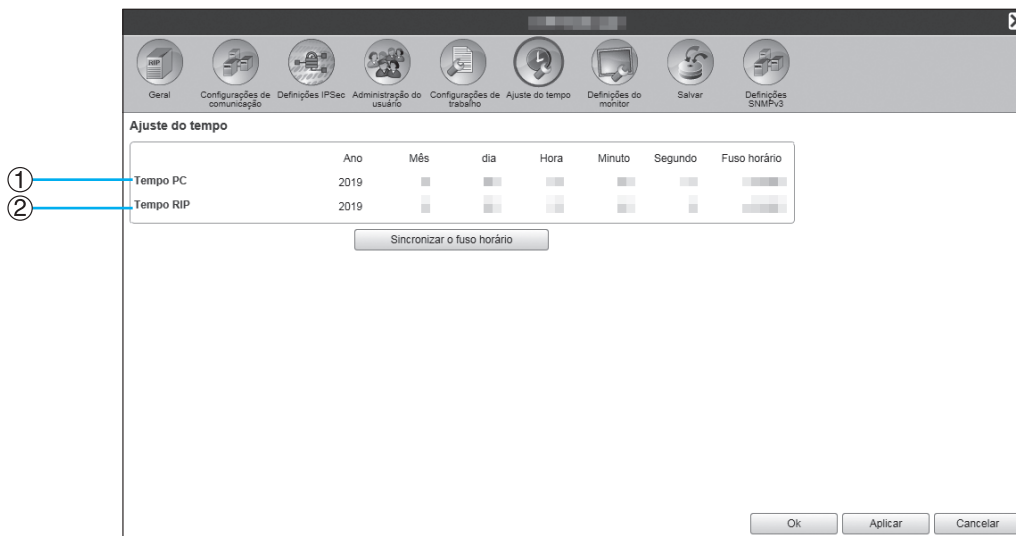 RIP
Geral
Configurações de comunicação
Definições IPSec
Administração do usuário
Configurações de trabalho
Ajuste do tempo
Definições do monitor
Salvar
Definições SNMPv3
Ajuste do tempo
Ano Mês dia Hora Minuto Segundo Fuso horário
① Tempo PC 2019
② Tempo RIP 2019
Sincronizar o fuso horário
Ok Aplicar Cancelar